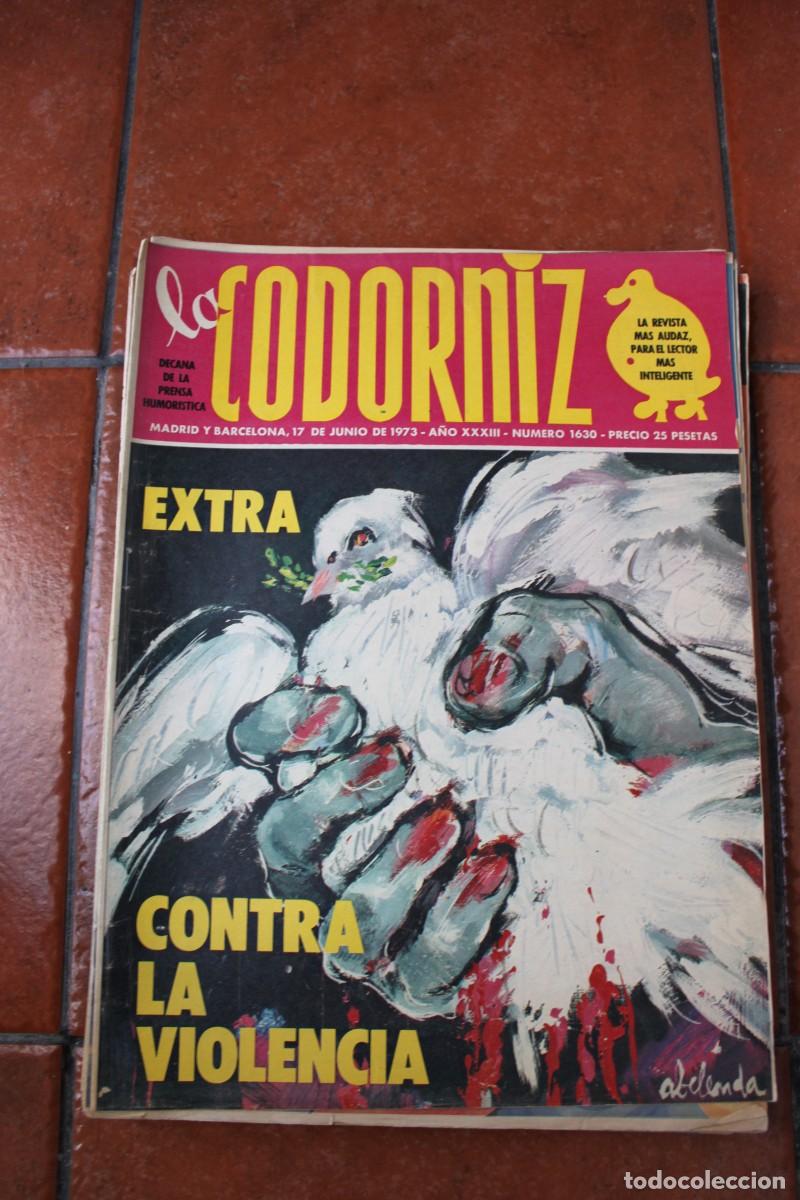 la CODORNIZ
DECANA
DE LA
PRENSA
HUMORISTICA
LA REVISTA
MAS AUDAZ,
PARA EL LECTOR
MAS
INTELIGENTE
MADRID Y BARCELONA, 17 DE JUNIO DE 1973 - AÑO XXXIII - NUMERO 1630 - PRECIO 25 PESETAS
EXTRA
CONTRA
LA
VIOLENCIA
abelenda
todocoleccion